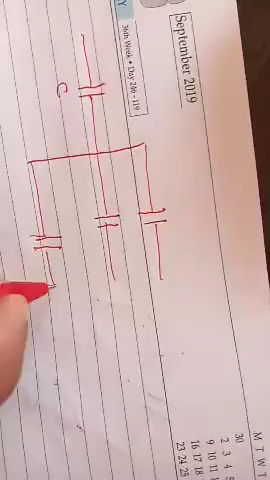 Y
September 2019
36th Week • Day 246 - 119
C
M T W T
30
2 3 4 5
9 10 11 1
16 17 18
23 24 25